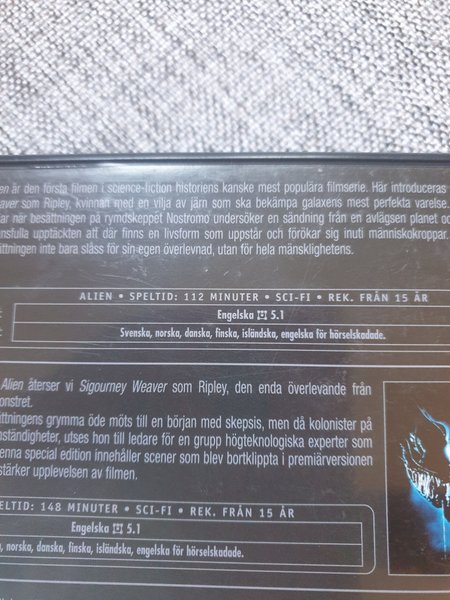 en är den första filmen i science-fiction historiens kanske mest populära filmserie. Här introduceras
eaver som Ripley, kvinnan med en vilja av järn som ska bekämpa galaxens mest perfekta varelse.
ar när besättningen på rymdskeppet Nostromo undersöker en sändning från en avlägsen planet oc
ansfulla upptäckten att där finns en livsform som uppstår och förökar sig inuti människokroppar.
ättningen inte bara slåss för sin egen överlevnad, utan för hela mänsklighetens.
ALIEN • SPELTID: 112 MINUTER • SCI-FI • REK. FRÅN 15 ÅR
Engelska 5.1
Svenska, norska, danska, finska, isländska, engelska för hörselskadade.
Alien återser vi Sigourney Weaver som Ripley, den enda överlevande från
onstret.
ttningens grymma öde möts till en början med skepsis, men då kolonister på
nständigheter, utses hon till ledare för en grupp högteknologiska experter som
enna special edition innehåller scener som blev bortklippta i premiärversionen
stärker upplevelsen av filmen.
ELTID: 148 MINUTER • SCI-FI • REK. FRÅN 15 ÅR
Engelska 5.1
, norska, danska, finska, isländska, engelska för hörselskadade.